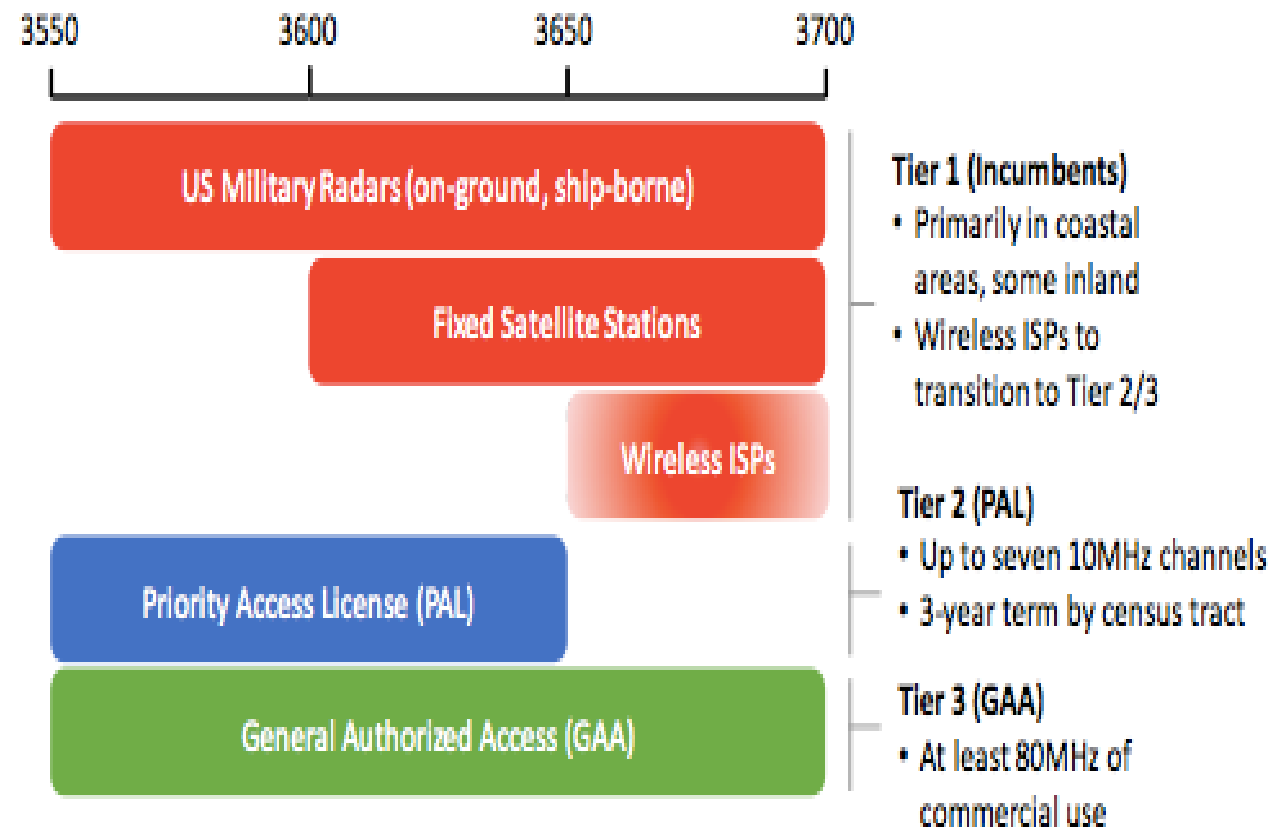 3550 3600 3650 3700
US Military Radars (on-ground, ship-borne)
Fixed Satellite Stations
Wireless ISPs
Priority Access License (PAL)
General Authorized Access (GAA)
Tier 1 (Incumbents)
• Primarily in coastal
areas, some inland
• Wireless ISPs to
transition to Tier 2/3
Tier 2 (PAL)
• Up to seven 10MHz channels
• 3-year term by census tract
Tier 3 (GAA)
• At least 80MHz of
commercial use